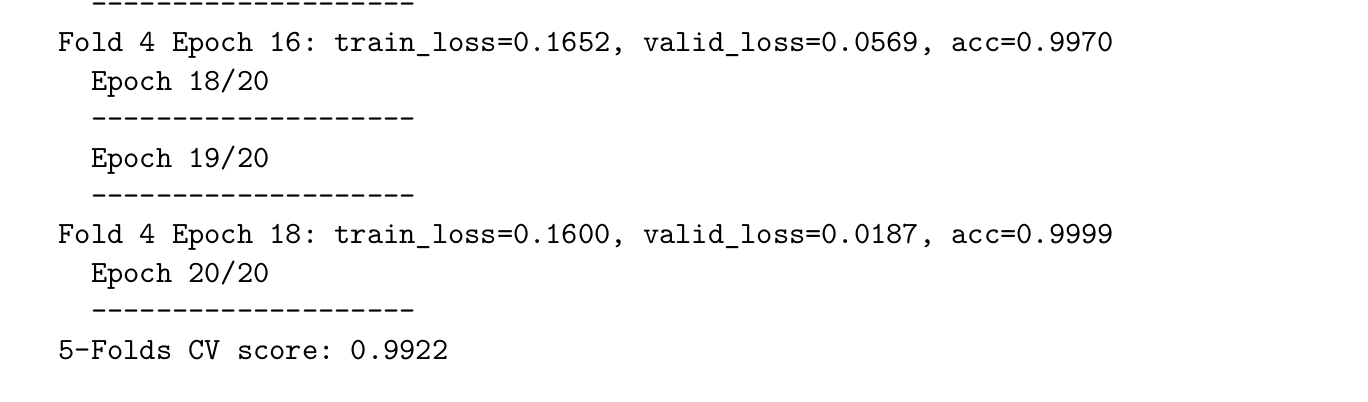 --------------------
Fold 4 Epoch 16: train_loss=0.1652, valid_loss=0.0569, acc=0.9970
Epoch 18/20
--------------------
Epoch 19/20
--------------------
Fold 4 Epoch 18: train_loss=0.1600, valid_loss=0.0187, acc=0.9999
Epoch 20/20
--------------------
5-Folds CV score: 0.9922